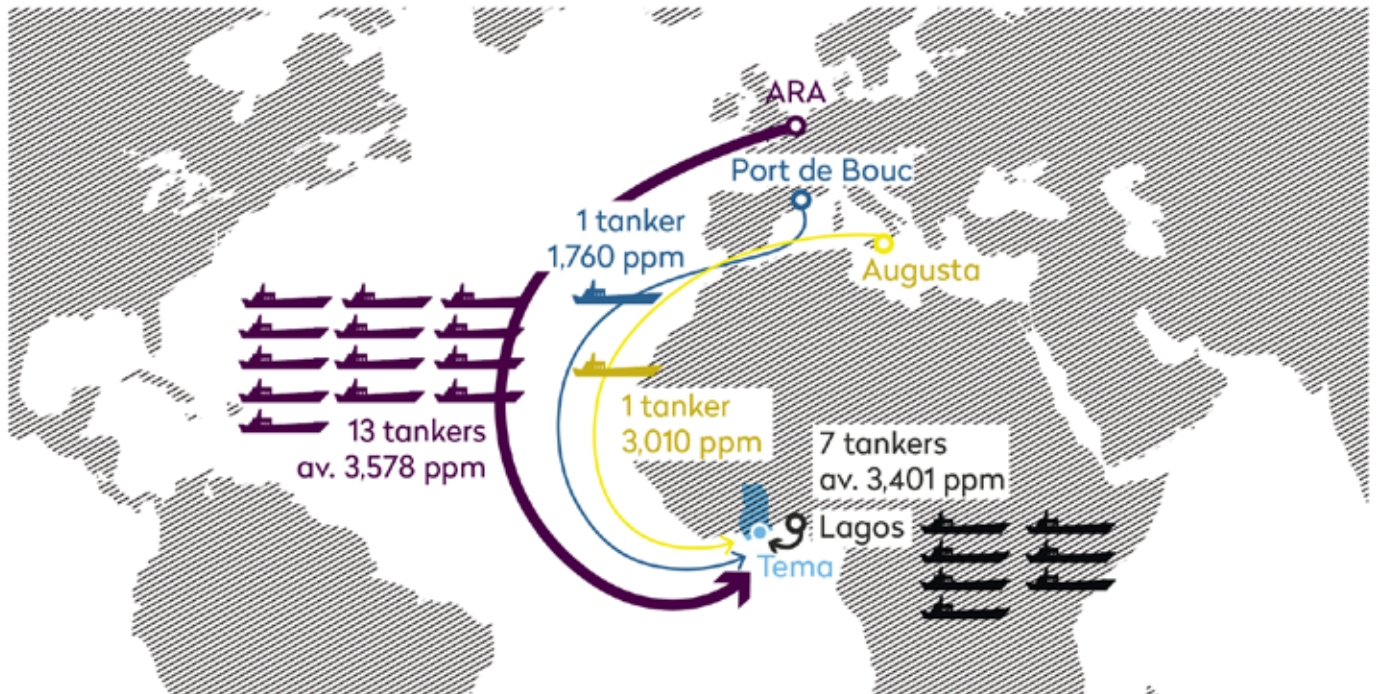 ARA
Port de Bouc
1 tanker
1,760 ppm
Augusta
13 tankers
av. 3,578 ppm
1 tanker
3,010 ppm
7 tankers
av. 3,401 ppm
Lagos
Tema